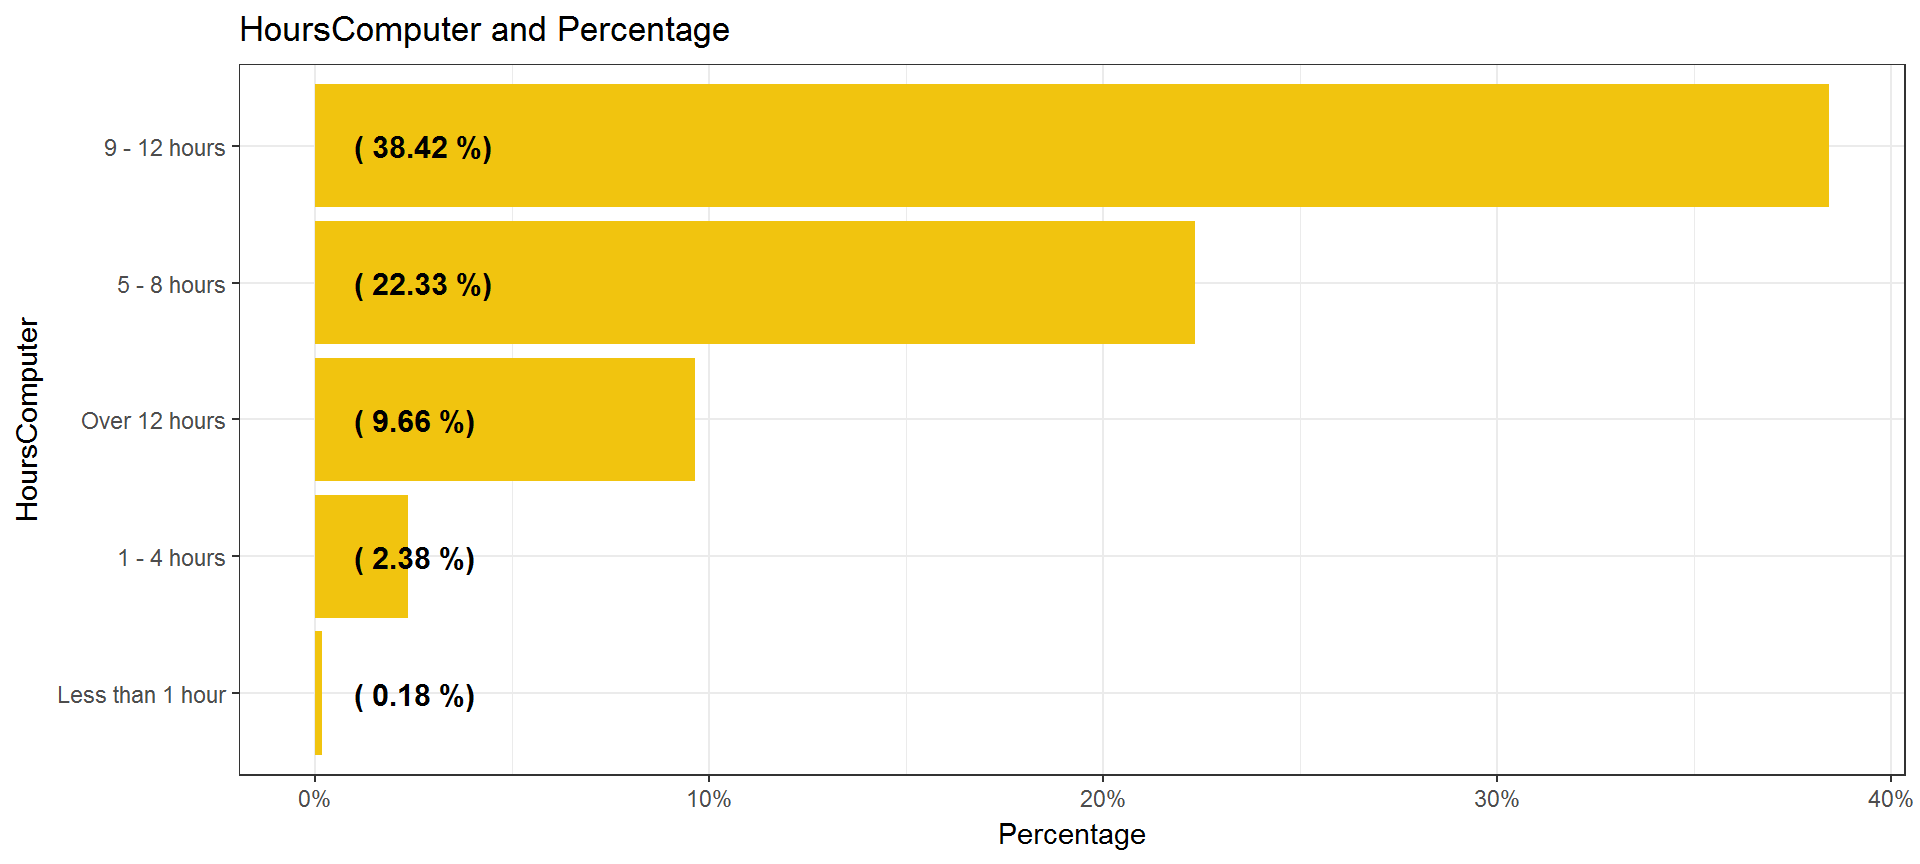 HoursComputer and Percentage
9 - 12 hours
( 38.42 %)
5 - 8 hours
( 22.33 %)
Over 12 hours
( 9.66 %)
1 - 4 hours
( 2.38 %)
Less than 1 hour
( 0.18 %)
HoursComputer
0% 10% 20% 30% 40%
Percentage